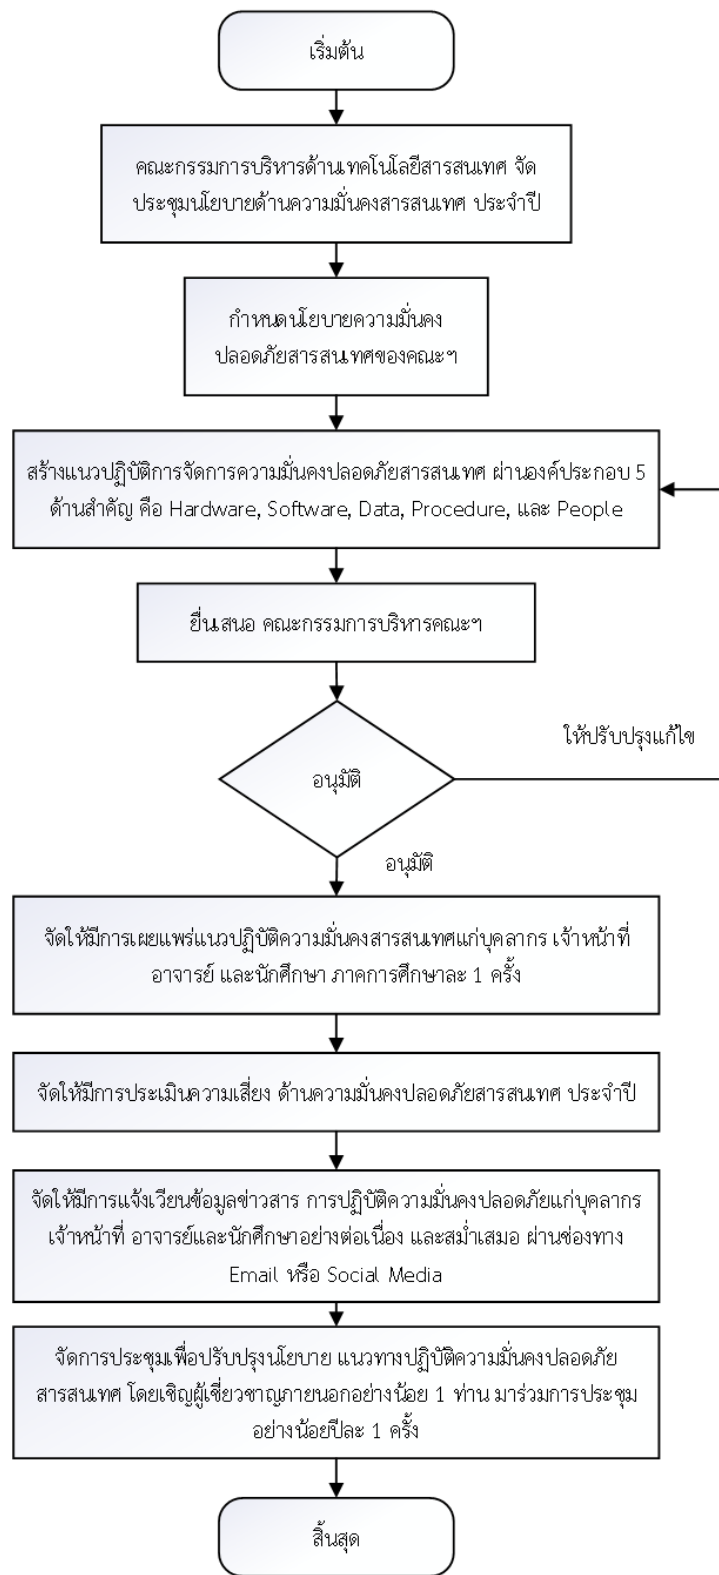 เริ่มต้น
คณะกรรมการบริหารด้านเทคโนโลยีสารสนเทศ จัด
ประชุมนโยบายด้านความมั่นคงสารสนเทศ ประจำปี
กำหนดนโยบายความมั่นคง
ปลอดภัยสารสนเทศของคณะฯ
สร้างแนวปฏิบัติการจัดการความมั่นคงปลอดภัยสารสนเทศ ผ่านองค์ประกอบ 5
ด้านสำคัญ คือ Hardware, Software, Data, Procedure, และ People
ยื่นเสนอ คณะกรรมการบริหารคณะฯ
ให้ปรับปรุงแก้ไข
อนุมัติ
อนุมัติ
จัดให้มีการเผยแพร่แนวปฏิบัติความมั่นคงสารสนเทศแก่บุคลากร เจ้าหน้าที่
อาจารย์ และนักศึกษา ภาคการศึกษาละ 1 ครั้ง
จัดให้มีการประเมินความเสี่ยง ด้านความมั่นคงปลอดภัยสารสนเทศ ประจำปี
จัดให้มีการแจ้งเวียนข้อมูลข่าวสาร การปฏิบัติความมั่นคงปลอดภัยแก่บุคลากร
เจ้าหน้าที่ อาจารย์และนักศึกษาอย่างต่อเนื่อง และสม่ำเสมอ ผ่านช่องทาง
Email หรือ Social Media
จัดการประชุมเพื่อปรับปรุงนโยบาย แนวทางปฏิบัติความมั่นคงปลอดภัย
สารสนเทศ โดยเชิญผู้เชี่ยวชาญภายนอกอย่างน้อย 1 ท่าน มาร่วมการประชุม
อย่างน้อยปีละ 1 ครั้ง
สิ้นสุด